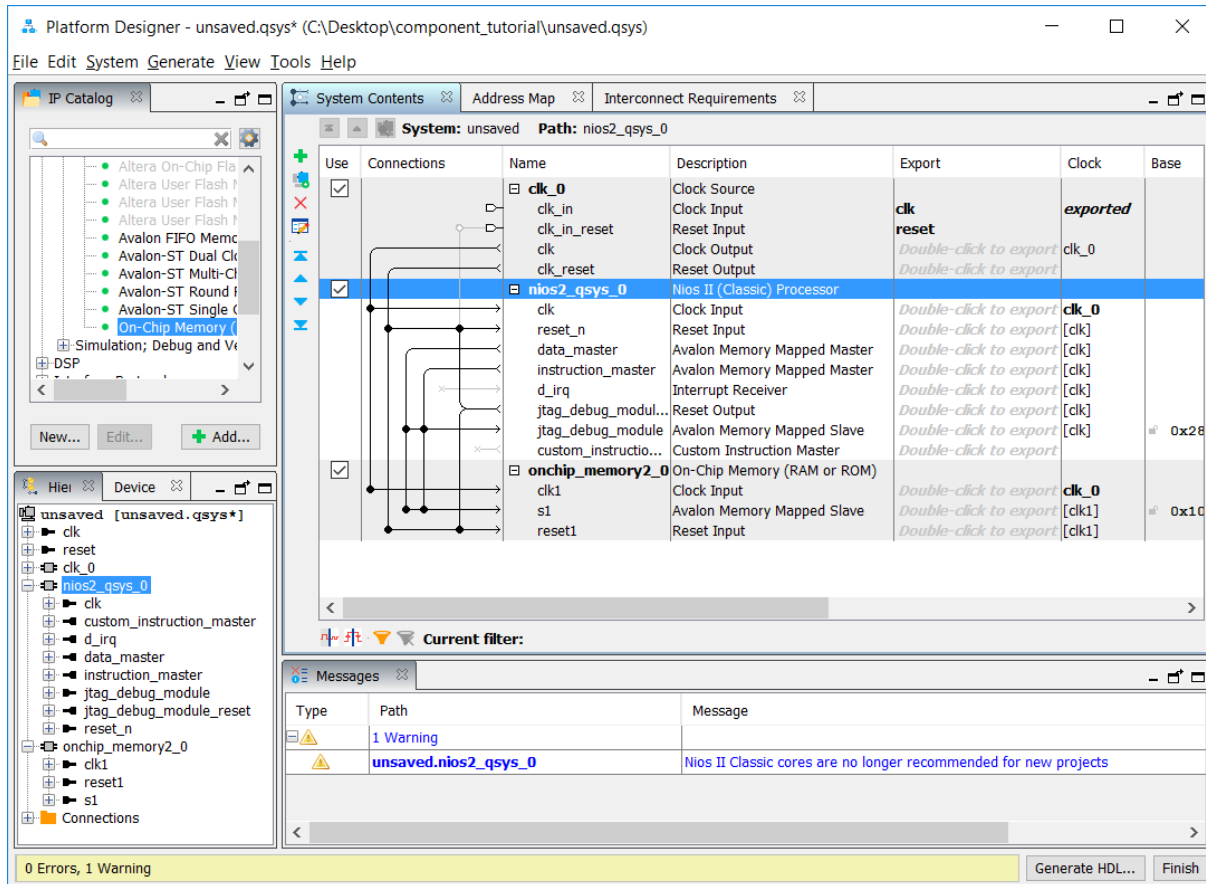 Platform Designer - unsaved.qsys* (C:\Desktop\component_tutorial\unsaved.qsys)
File Edit System Generate View Tools Help
IP Catalog
Altera On-Chip Fla
Altera User Flash M
Altera User Flash M
Altera User Flash M
Avalon FIFO Memo
Avalon-ST Dual Clo
Avalon-ST Multi-Ch
Avalon-ST Round R
Avalon-ST Single C
On-Chip Memory (
Simulation; Debug and Ve
DSP
New... Edit... Add...
Hier Device
unsaved [unsaved.qsys*]
clk
reset
clk_0
nios2_qsys_0
clk
custom_instruction_master
d_irq
data_master
instruction_master
jtag_debug_module
jtag_debug_module_reset
reset_n
onchip_memory2_0
clk1
reset1
s1
Connections
System Contents Address Map Interconnect Requirements
System: unsaved Path: nios2_qsys_0
Use Connections Name Description Export Clock Base
clk_0 Clock Source
clk_in Clock Input clk exported
clk_in_reset Reset Input reset
clk Clock Output Double-click to export clk_0
clk_reset Reset Output Double-click to export
nios2_qsys_0 Nios II (Classic) Processor
clk Clock Input Double-click to export clk_0
reset_n Reset Input Double-click to export [clk]
data_master Avalon Memory Mapped Master Double-click to export [clk]
instruction_master Avalon Memory Mapped Master Double-click to export [clk]
d_irq Interrupt Receiver Double-click to export [clk]
jtag_debug_modul... Reset Output Double-click to export [clk]
jtag_debug_module Avalon Memory Mapped Slave Double-click to export [clk] 0x28
custom_instructio... Custom Instruction Master Double-click to export
onchip_memory2_0 On-Chip Memory (RAM or ROM)
clk1 Clock Input Double-click to export clk_0
s1 Avalon Memory Mapped Slave Double-click to export [clk1] 0x10
reset1 Reset Input Double-click to export [clk1]
Current filter:
Messages
Type Path Message
1 Warning
unsaved.nios2_qsys_0 Nios II Classic cores are no longer recommended for new projects
0 Errors, 1 Warning
Generate HDL... Finish